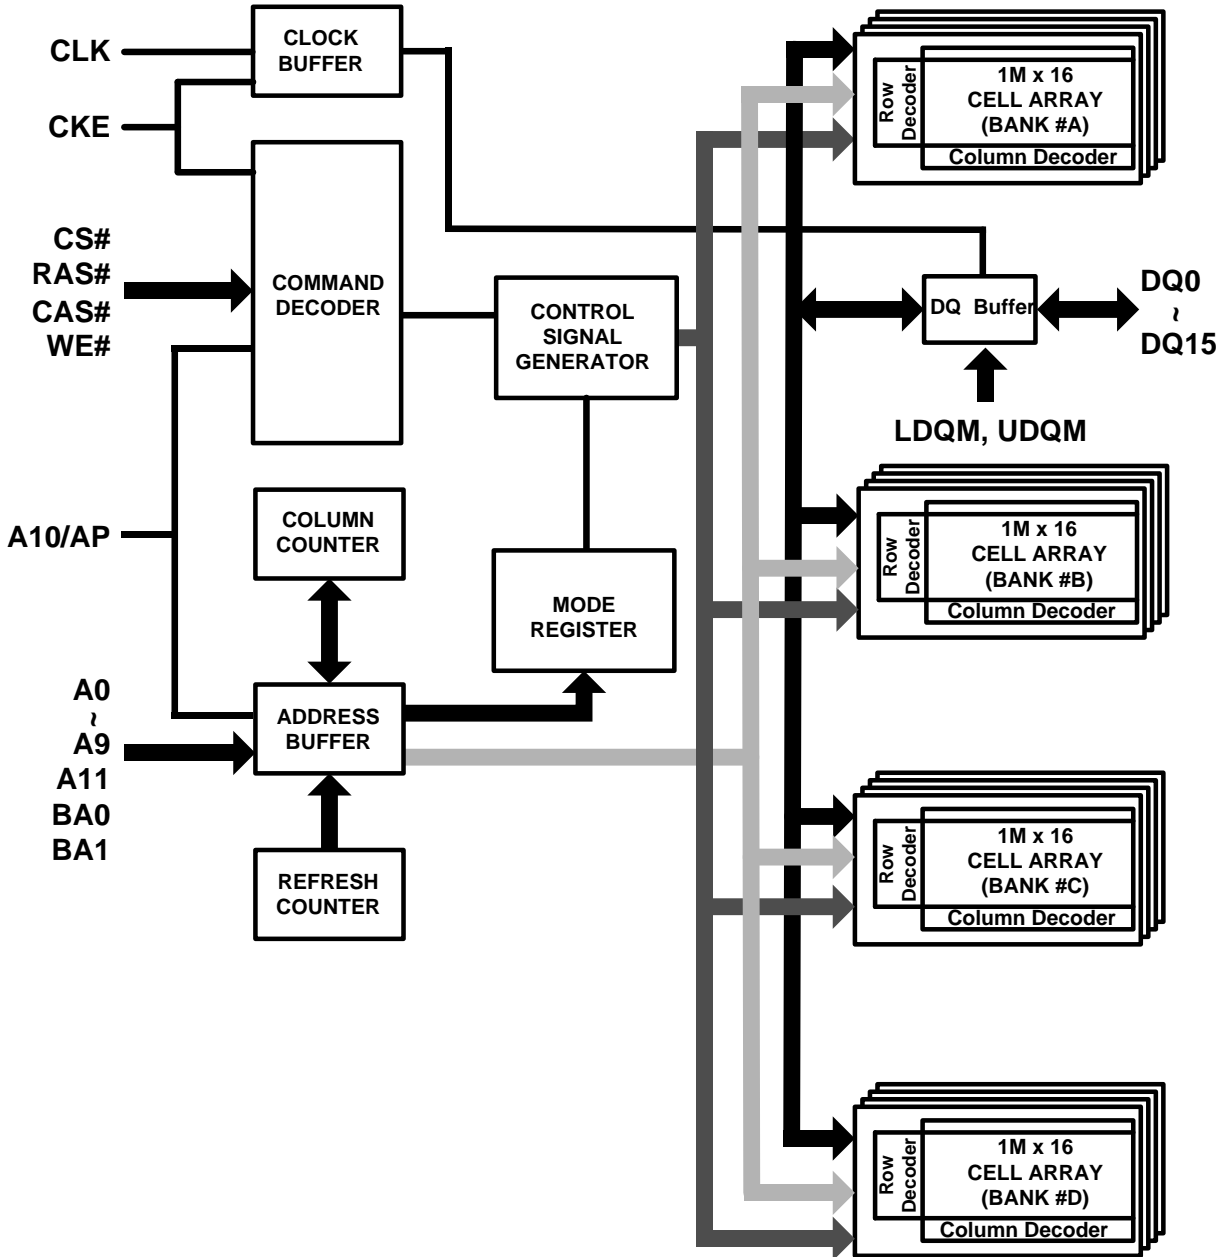 CLK
CKE
CLOCK
BUFFER
CS#
RAS#
CAS#
WE#
COMMAND
DECODER
CONTROL
SIGNAL
GENERATOR
A10/AP
COLUMN
COUNTER
MODE
REGISTER
A0
~
A9
A11
BA0
BA1
ADDRESS
BUFFER
REFRESH
COUNTER
Row
Decoder
1M x 16
CELL ARRAY
(BANK #A)
Column Decoder
DQ Buffer
DQ0
~
DQ15
LDQM, UDQM
Row
Decoder
1M x 16
CELL ARRAY
(BANK #B)
Column Decoder
Row
Decoder
1M x 16
CELL ARRAY
(BANK #C)
Column Decoder
Row
Decoder
1M x 16
CELL ARRAY
(BANK #D)
Column Decoder